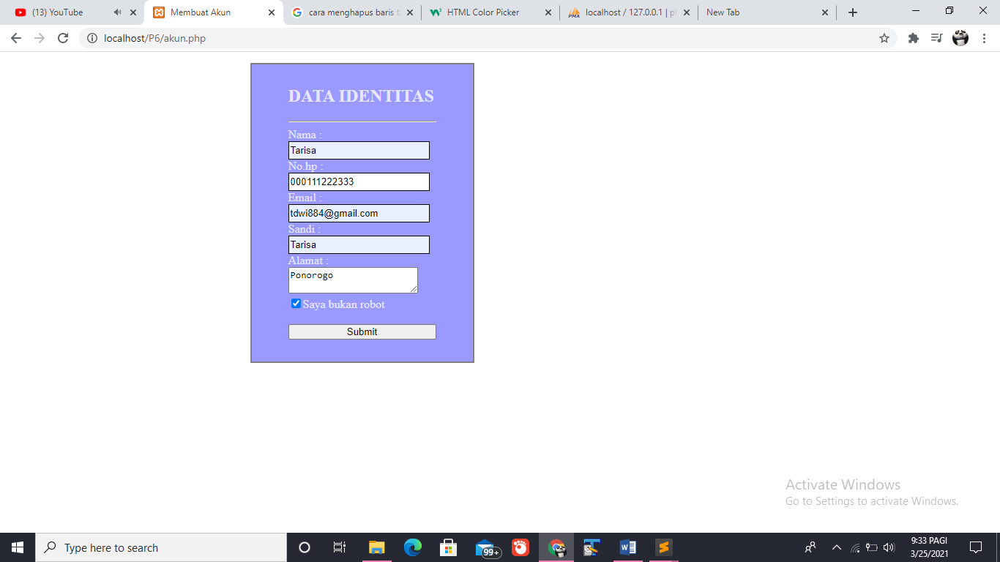 (13) YouTube
Membuat Akun
cara menghapus baris t
HTML Color Picker
localhost / 127.0.0.1 | p
New Tab
localhost/P6/akun.php
DATA IDENTITAS
Nama :
Tarisa
No.hp :
000111222333
Email :
tdwi884@gmail.com
Sandi :
Tarisa
Alamat :
Ponorogo
Saya bukan robot
Submit
Activate Windows
Go to Settings to activate Windows.
Type here to search
99+
9:33 PAGI
3/25/2021